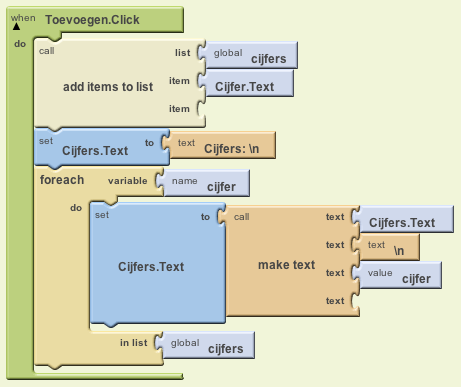 when Toevoegen.Click
do call list global cijfers
add items to list item Cijfer.Text
item
set Cijfers.Text to text Cijfers: \n
foreach variable name cijfer
do set to call text Cijfers.Text
text text \n
Cijfers.Text make text text value cijfer
text
in list global cijfers